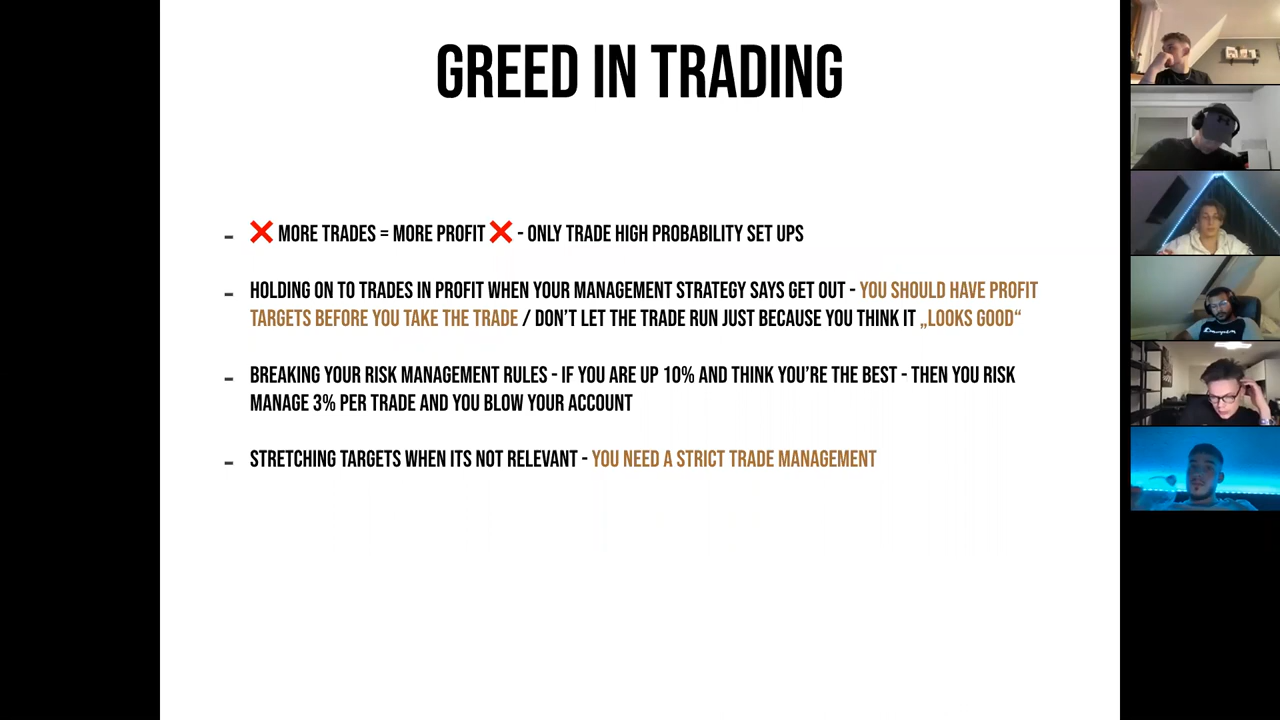 GREED IN TRADING
- ❌ MORE TRADES = MORE PROFIT ❌ - ONLY TRADE HIGH PROBABILITY SET UPS
- HOLDING ON TO TRADES IN PROFIT WHEN YOUR MANAGEMENT STRATEGY SAYS GET OUT - YOU SHOULD HAVE PROFIT
TARGETS BEFORE YOU TAKE THE TRADE / DON'T LET THE TRADE RUN JUST BECAUSE YOU THINK IT „LOOKS GOOD“
- BREAKING YOUR RISK MANAGEMENT RULES - IF YOU ARE UP 10% AND THINK YOU'RE THE BEST - THEN YOU RISK
MANAGE 3% PER TRADE AND YOU BLOW YOUR ACCOUNT
- STRETCHING TARGETS WHEN ITS NOT RELEVANT - YOU NEED A STRICT TRADE MANAGEMENT